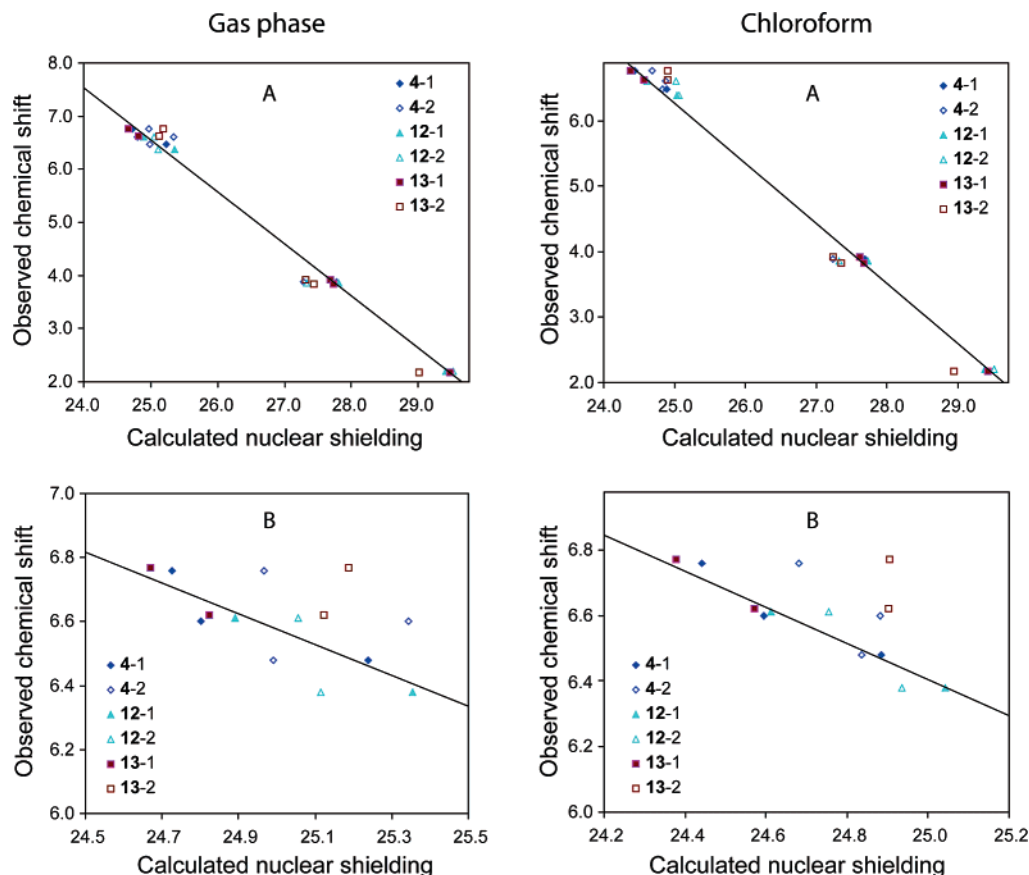 Gas phase
Chloroform
8.0
7.0
6.0
5.0
4.0
3.0
2.0
Observed chemical shift
A
4-1
4-2
12-1
12-2
13-1
13-2
24.0 25.0 26.0 27.0 28.0 29.0
Calculated nuclear shielding
6.0
5.0
4.0
3.0
2.0
Observed chemical shift
A
4-1
4-2
12-1
12-2
13-1
13-2
24.0 25.0 26.0 27.0 28.0 29.0
Calculated nuclear shielding
7.0
6.8
6.6
6.4
6.2
6.0
Observed chemical shift
B
4-1
4-2
12-1
12-2
13-1
13-2
24.5 24.7 24.9 25.1 25.3 25.5
Calculated nuclear shielding
6.8
6.6
6.4
6.2
6.0
Observed chemical shift
B
4-1
4-2
12-1
12-2
13-1
13-2
24.2 24.4 24.6 24.8 25.0 25.2
Calculated nuclear shielding